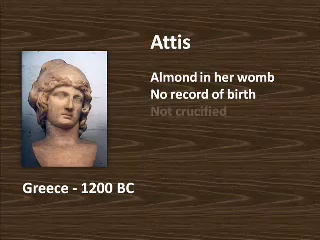 Attis
Almond in her womb
No record of birth
Not crucified
Greece - 1200 BC